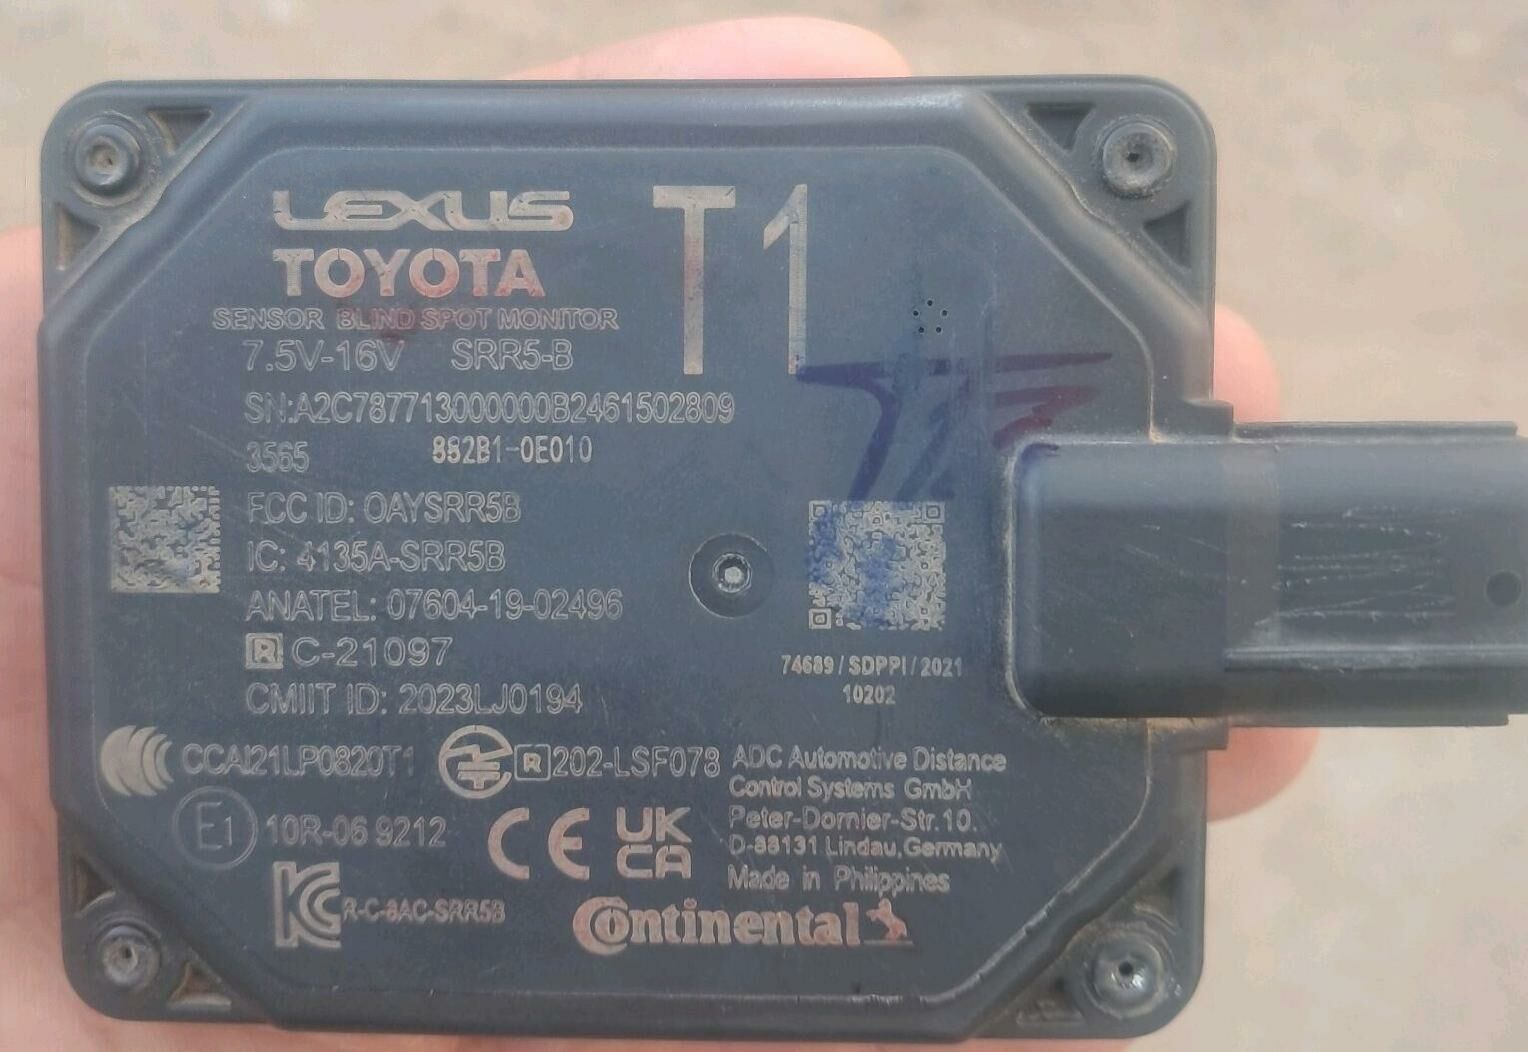 LEXUS
TOYOTA
T1
SENSOR BLIND SPOT MONITOR
7.5V-16V SRR5-B
SN:A2C787713000000B2461502809
3565 882B1-0E010
FCC ID: OAYSRR5B
IC: 4135A-SRR5B
ANATEL: 07604-19-02496
R C-21097
CMIIT ID: 2023LJ0194
74689/SDPPI/2021
10202
CCAI21LP0820T1
R 202-LSF078
E1 10R-06 9212
CE
UK
CA
R-C-8AC-SRR5B
ADC Automotive Distance
Control Systems GmbH
Peter-Dornier-Str.10.
D-88131 Lindau,Germany
Made in Philippines
Continental